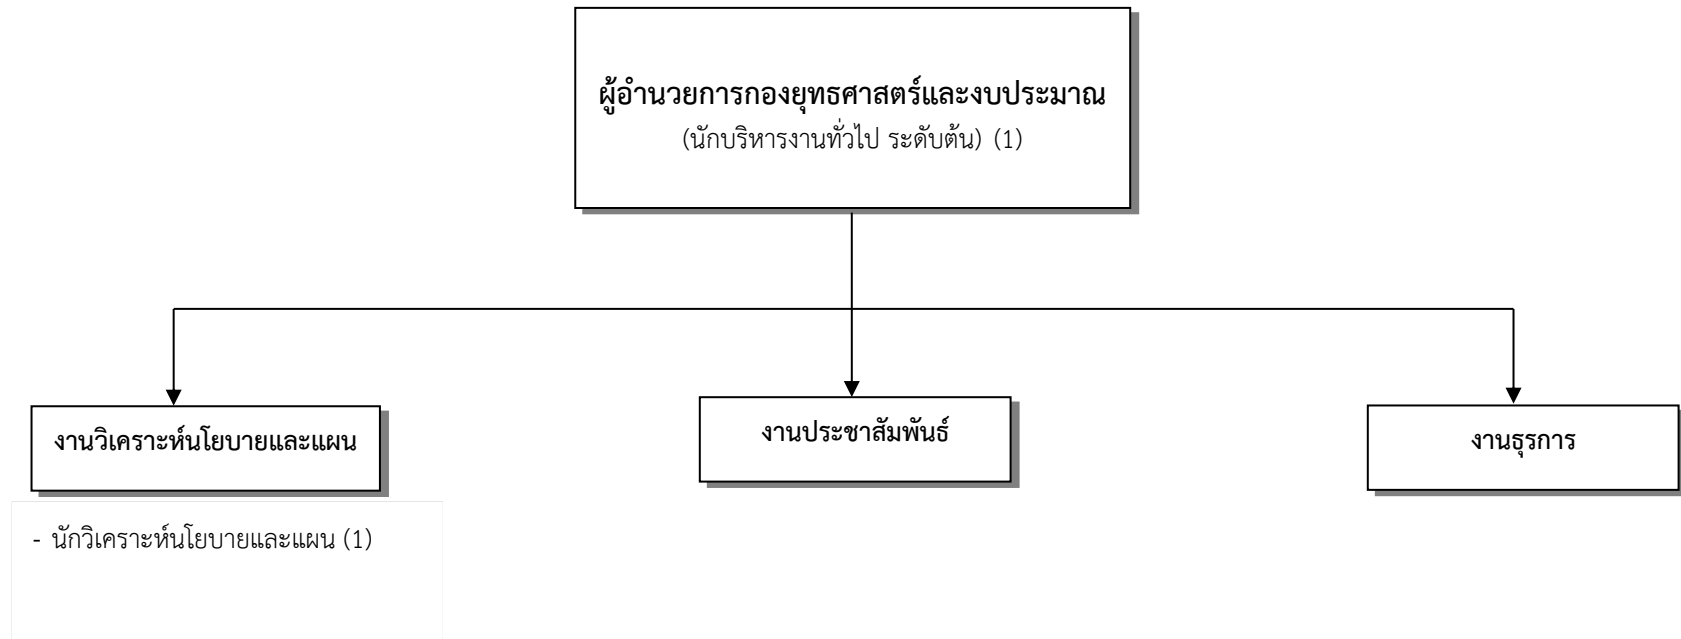 ผู้อำนวยการกองยุทธศาสตร์และงบประมาณ
(นักบริหารงานทั่วไป ระดับต้น) (1)
งานวิเคราะห์นโยบายและแผน
งานประชาสัมพันธ์
งานธุรการ
- นักวิเคราะห์นโยบายและแผน (1)